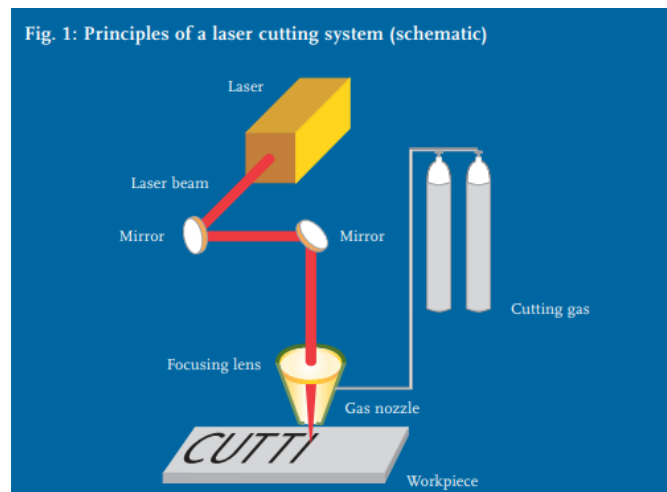 Fig. 1: Principles of a laser cutting system (schematic)
Laser
Laser beam
Mirror
Mirror
Cutting gas
Focusing lens
Gas nozzle
CUTTI
Workpiece